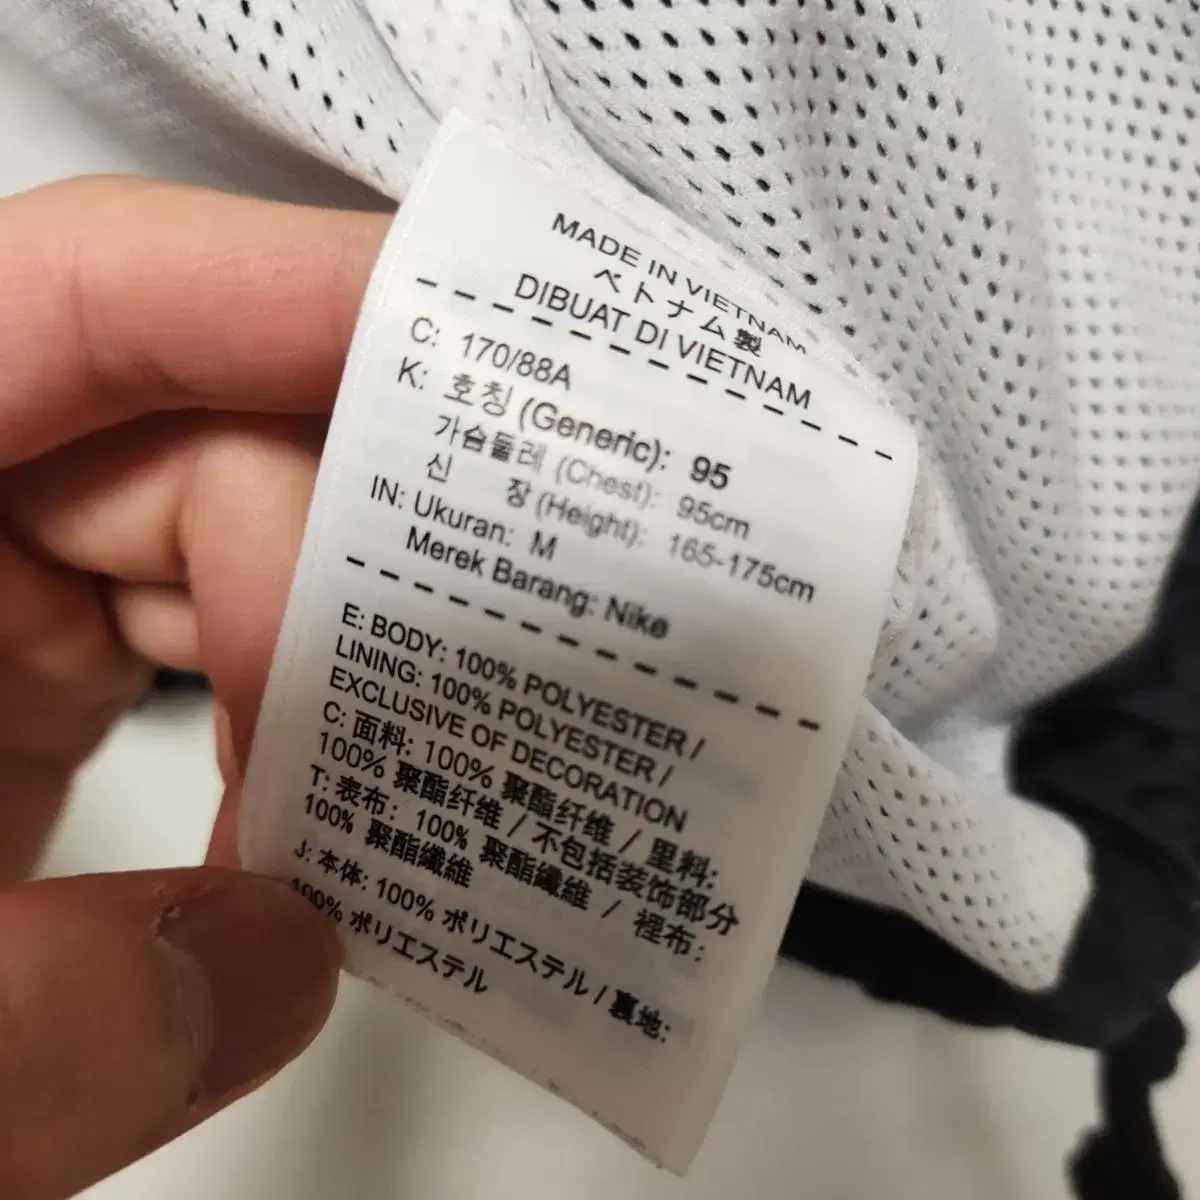 MADE IN VIETNAM
ベトナム製
DIBUAT DI VIETNAM
C: 170/88A
K: 호칭 (Generic): 95
가슴둘레 (Chest): 95cm
신 장 (Height): 165-175cm
IN: Ukuran: M
Merek Barang: Nike
E: BODY: 100% POLYESTER /
LINING: 100% POLYESTER /
EXCLUSIVE OF DECORATION
C: 面料: 100% 聚酯纤维 / 里料:
100% 聚酯纤维 / 不包括装饰部分
T: 表布: 100% 聚酯纖維 / 裡布:
100% 聚酯纖維
J: 本体: 100% ポリエステル / 裏地:
100% ポリエステル